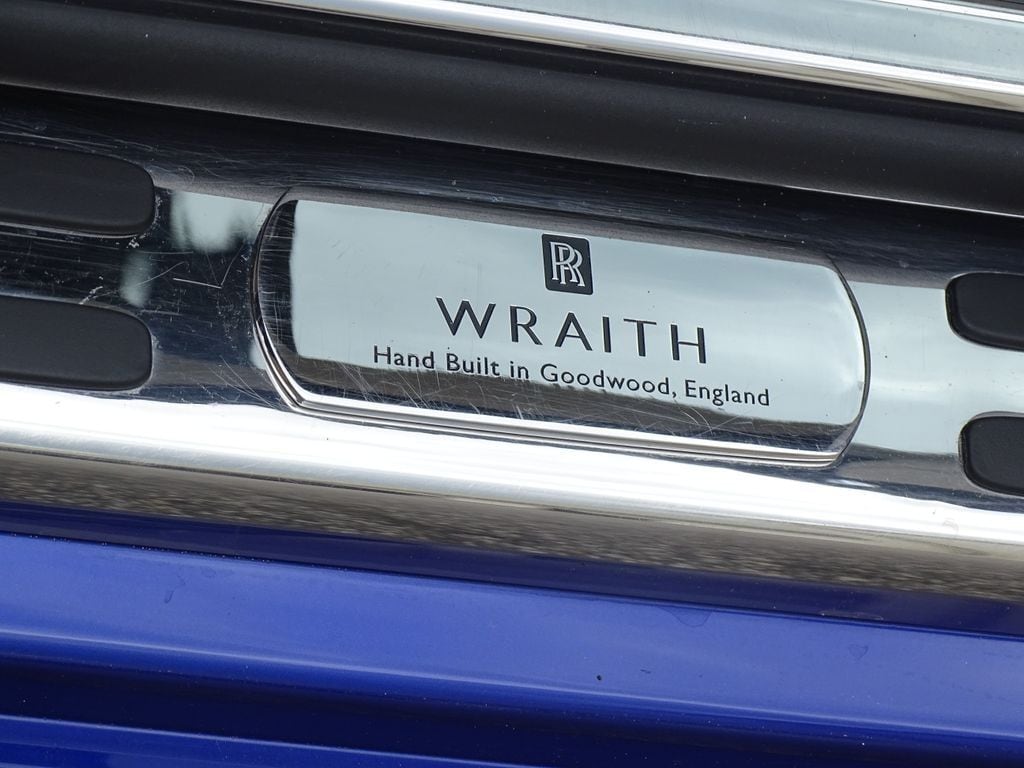 RR
WRAITH
Hand Built in Goodwood, England